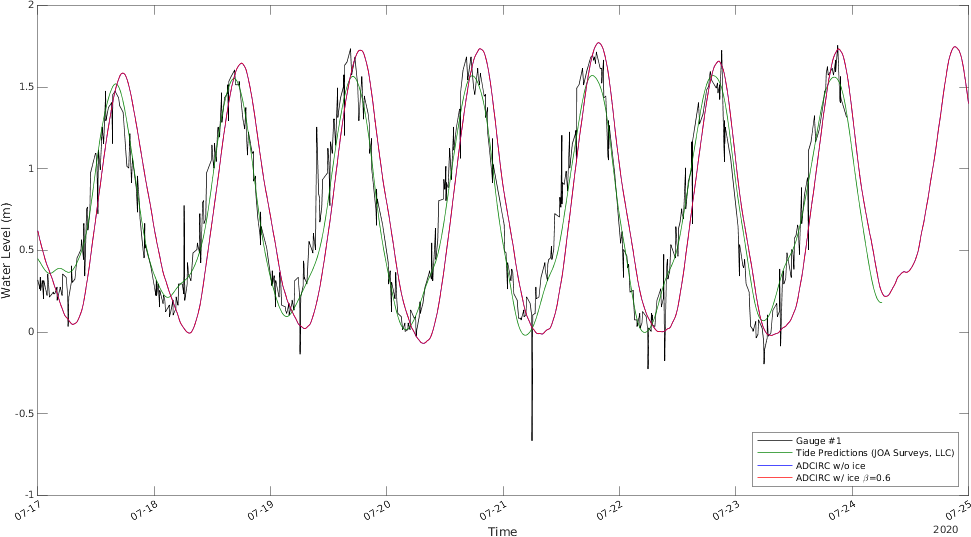 2
1.5
1
0.5
0
-0.5
-1
Water Level (m)
07-17
07-18
07-19
07-20
07-21
07-22
07-23
07-24
07-25
Time
2020
Gauge #1
Tide Predictions (JOA Surveys, LLC)
ADCIRC w/o ice
ADCIRC w/ ice β=0.6